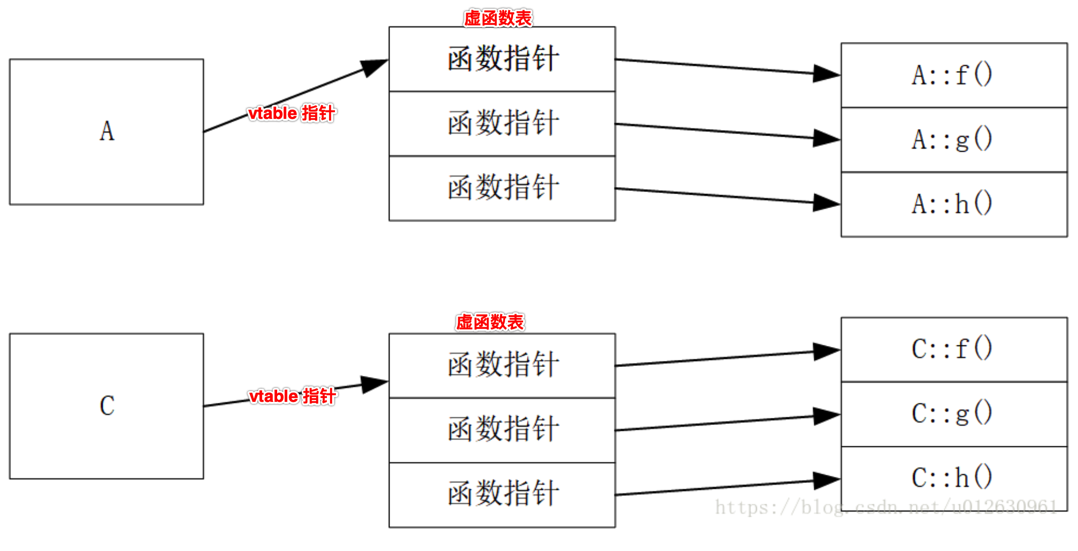 虚函数表
函数指针
A::f()
A
vtable 指针
函数指针
A::g()
函数指针
A::h()
虚函数表
函数指针
C::f()
C
vtable 指针
函数指针
C::g()
函数指针
C::h()
https://blog.csdn.net/u012630961